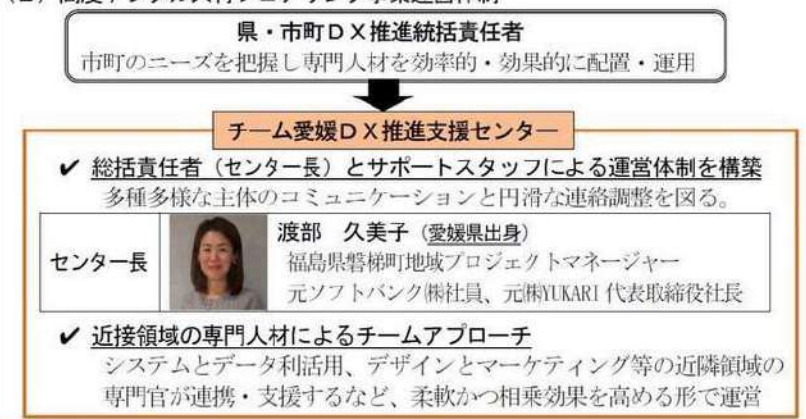 県・市町DX推進統括責任者
市町のニーズを把握し専門人材を効率的・効果的に配置・運用
チーム愛媛DX推進支援センター
✔ 総括責任者（センター長）とサポートスタッフによる運営体制を構築
多種多様な主体のコミュニケーションと円滑な連絡調整を図る。
センター長
渡部 久美子（愛媛県出身）
福島県磐梯町地域プロジェクトマネージャー
元ソフトバンク㈱社員、元㈱YUKARI 代表取締役社長
✔ 近接領域の専門人材によるチームアプローチ
システムとデータ利活用、デザインとマーケティング等の近隣領域の
専門官が連携・支援するなど、柔軟かつ相乗効果を高める形で運営